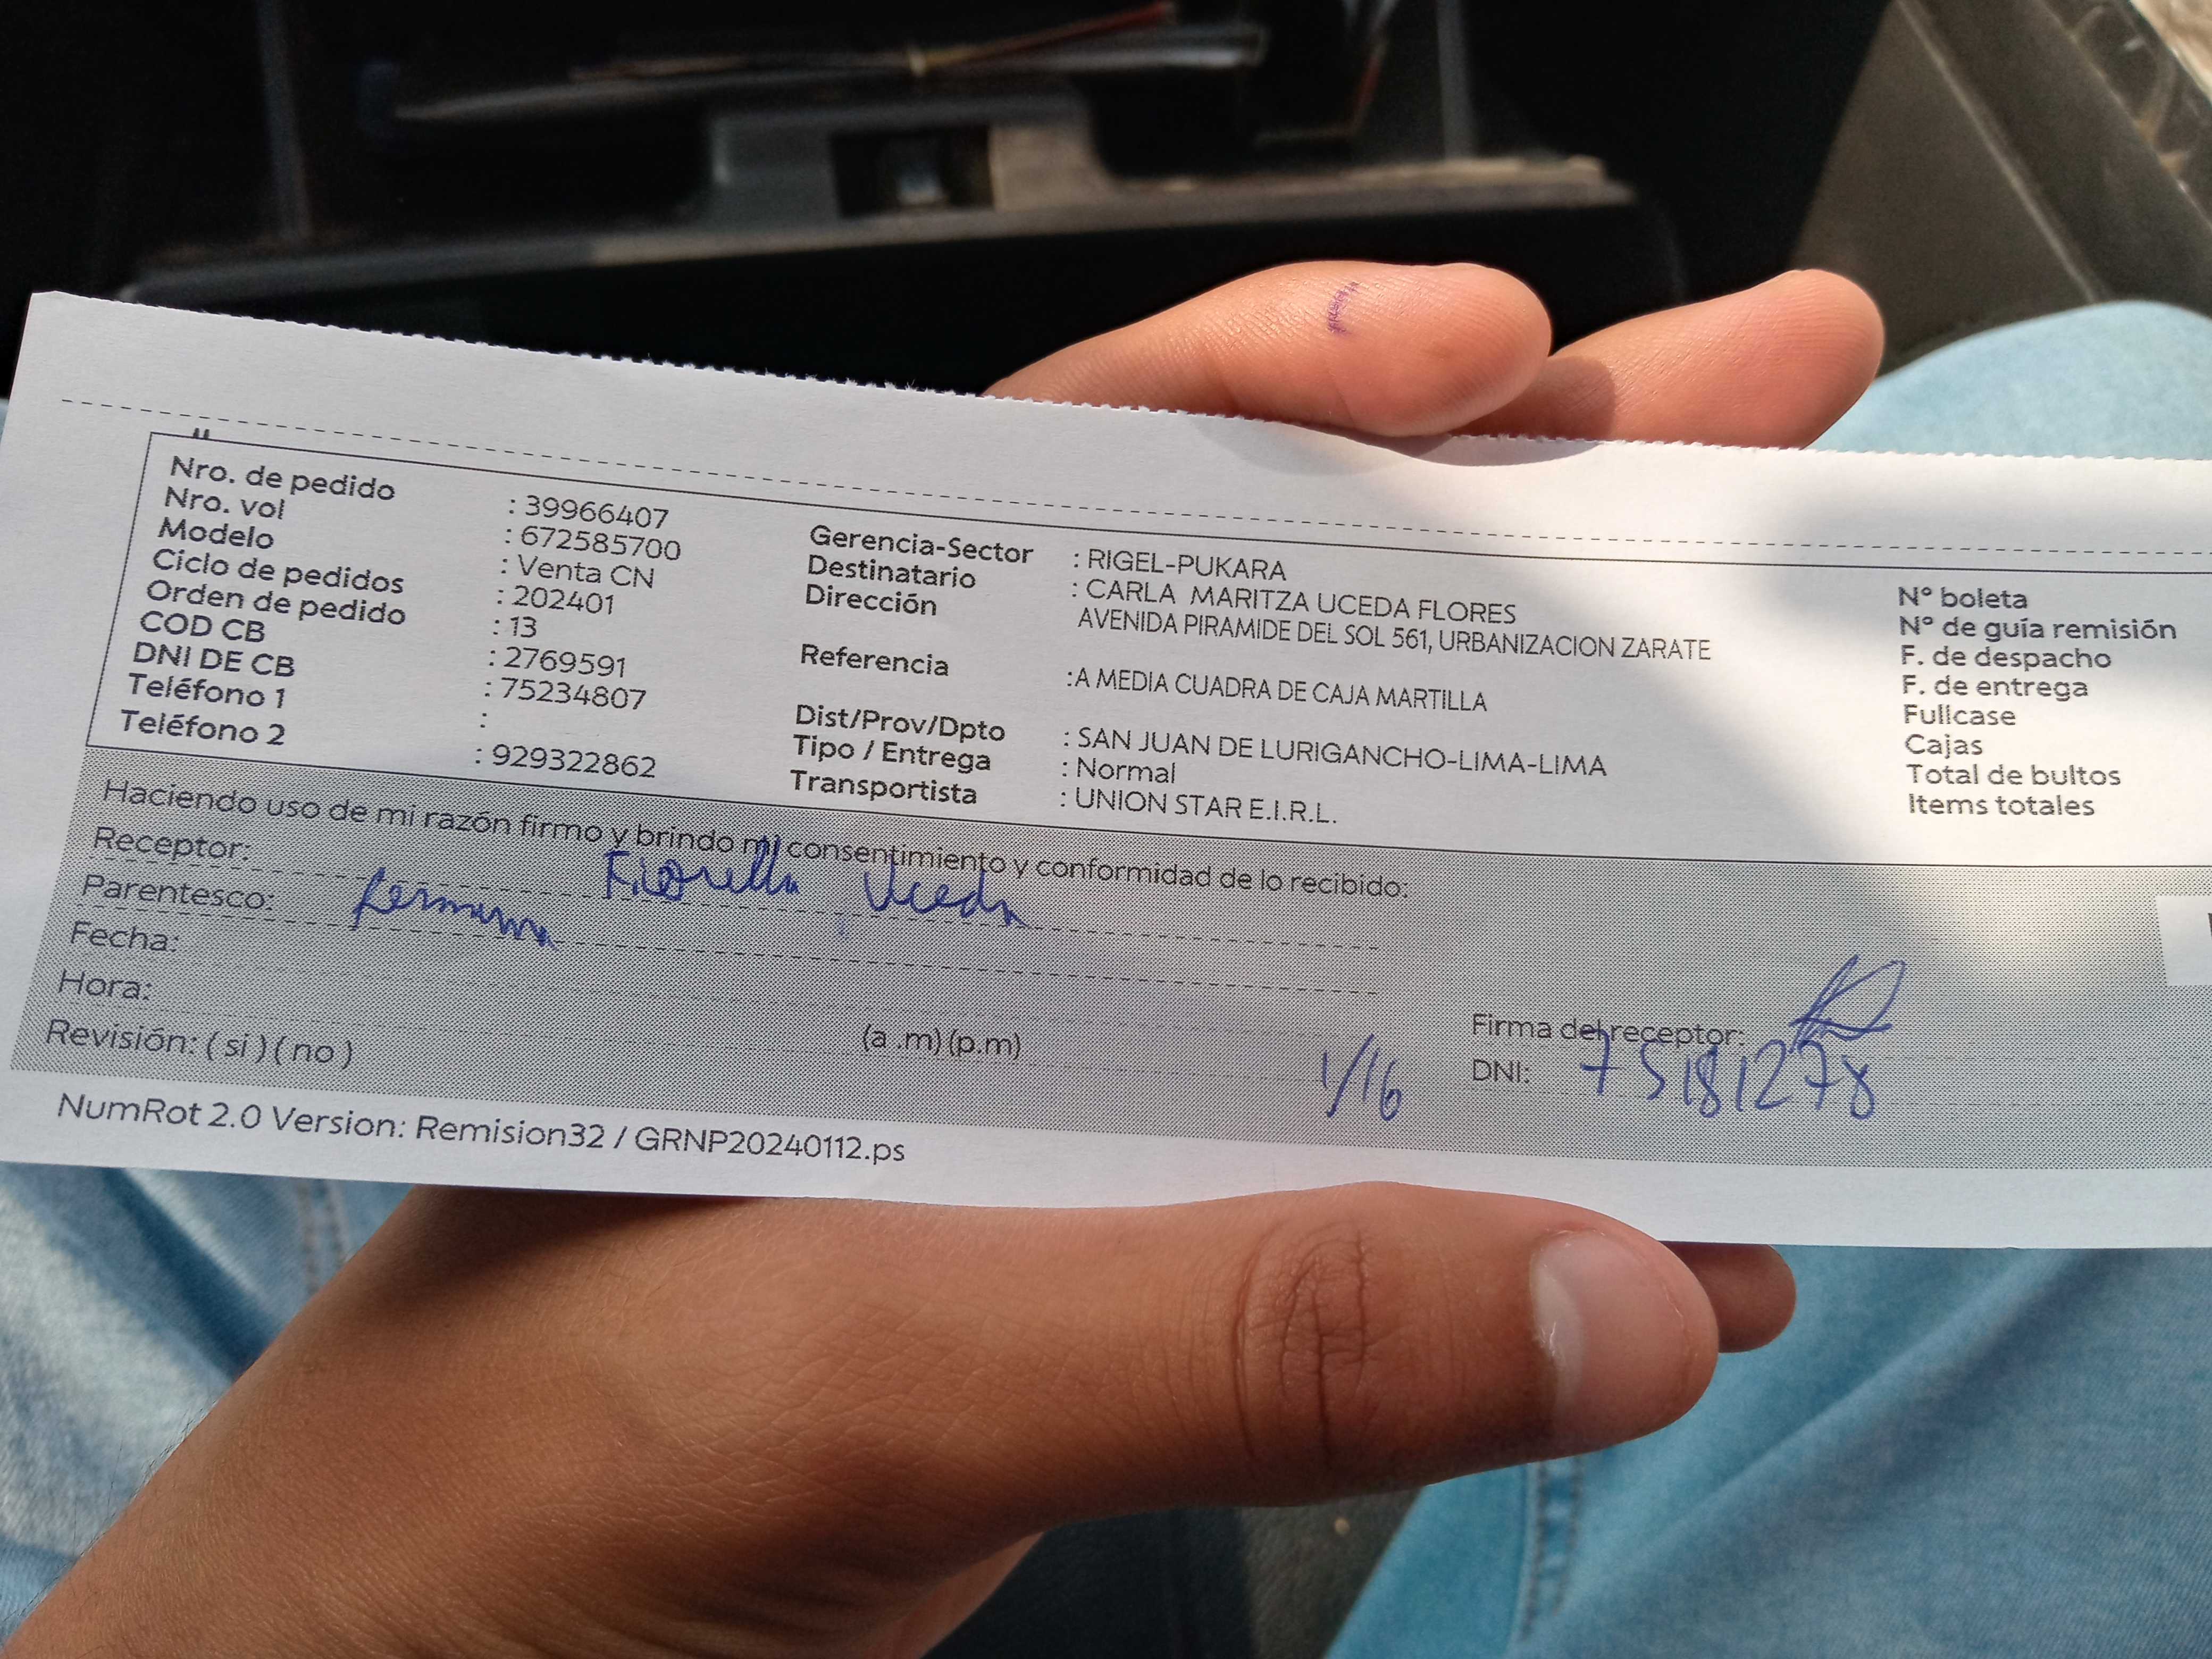 Nro. de pedido : 39966407
Nro. vol : 672585700
Modelo : Venta CN
Ciclo de pedidos : 202401
Orden de pedido : 13
COD CB : 2769591
DNI DE CB : 75234807
Teléfono 1 :
Teléfono 2 : 929322862
Gerencia-Sector : RIGEL-PUKARA
Destinatario : CARLA MARITZA UCEDA FLORES
Dirección AVENIDA PIRAMIDE DEL SOL 561, URBANIZACION ZARATE
Referencia :A MEDIA CUADRA DE CAJA MARTILLA
Dist/Prov/Dpto : SAN JUAN DE LURIGANCHO-LIMA-LIMA
Tipo / Entrega : Normal
Transportista : UNION STAR E.I.R.L.
N° boleta
N° de guía remisión
F. de despacho
F. de entrega
Fullcase
Cajas
Total de bultos
Items totales
Haciendo uso de mi razón firmo y brindo mi consentimiento y conformidad de lo recibido:
Receptor: Fiorella Uceda
Parentesco: Hermana
Fecha:
Hora: (a .m) (p.m)
Revisión: ( si ) ( no )
1/16
Firma del receptor:
DNI: 75181278
NumRot 2.0 Version: Remision32 / GRNP20240112.ps